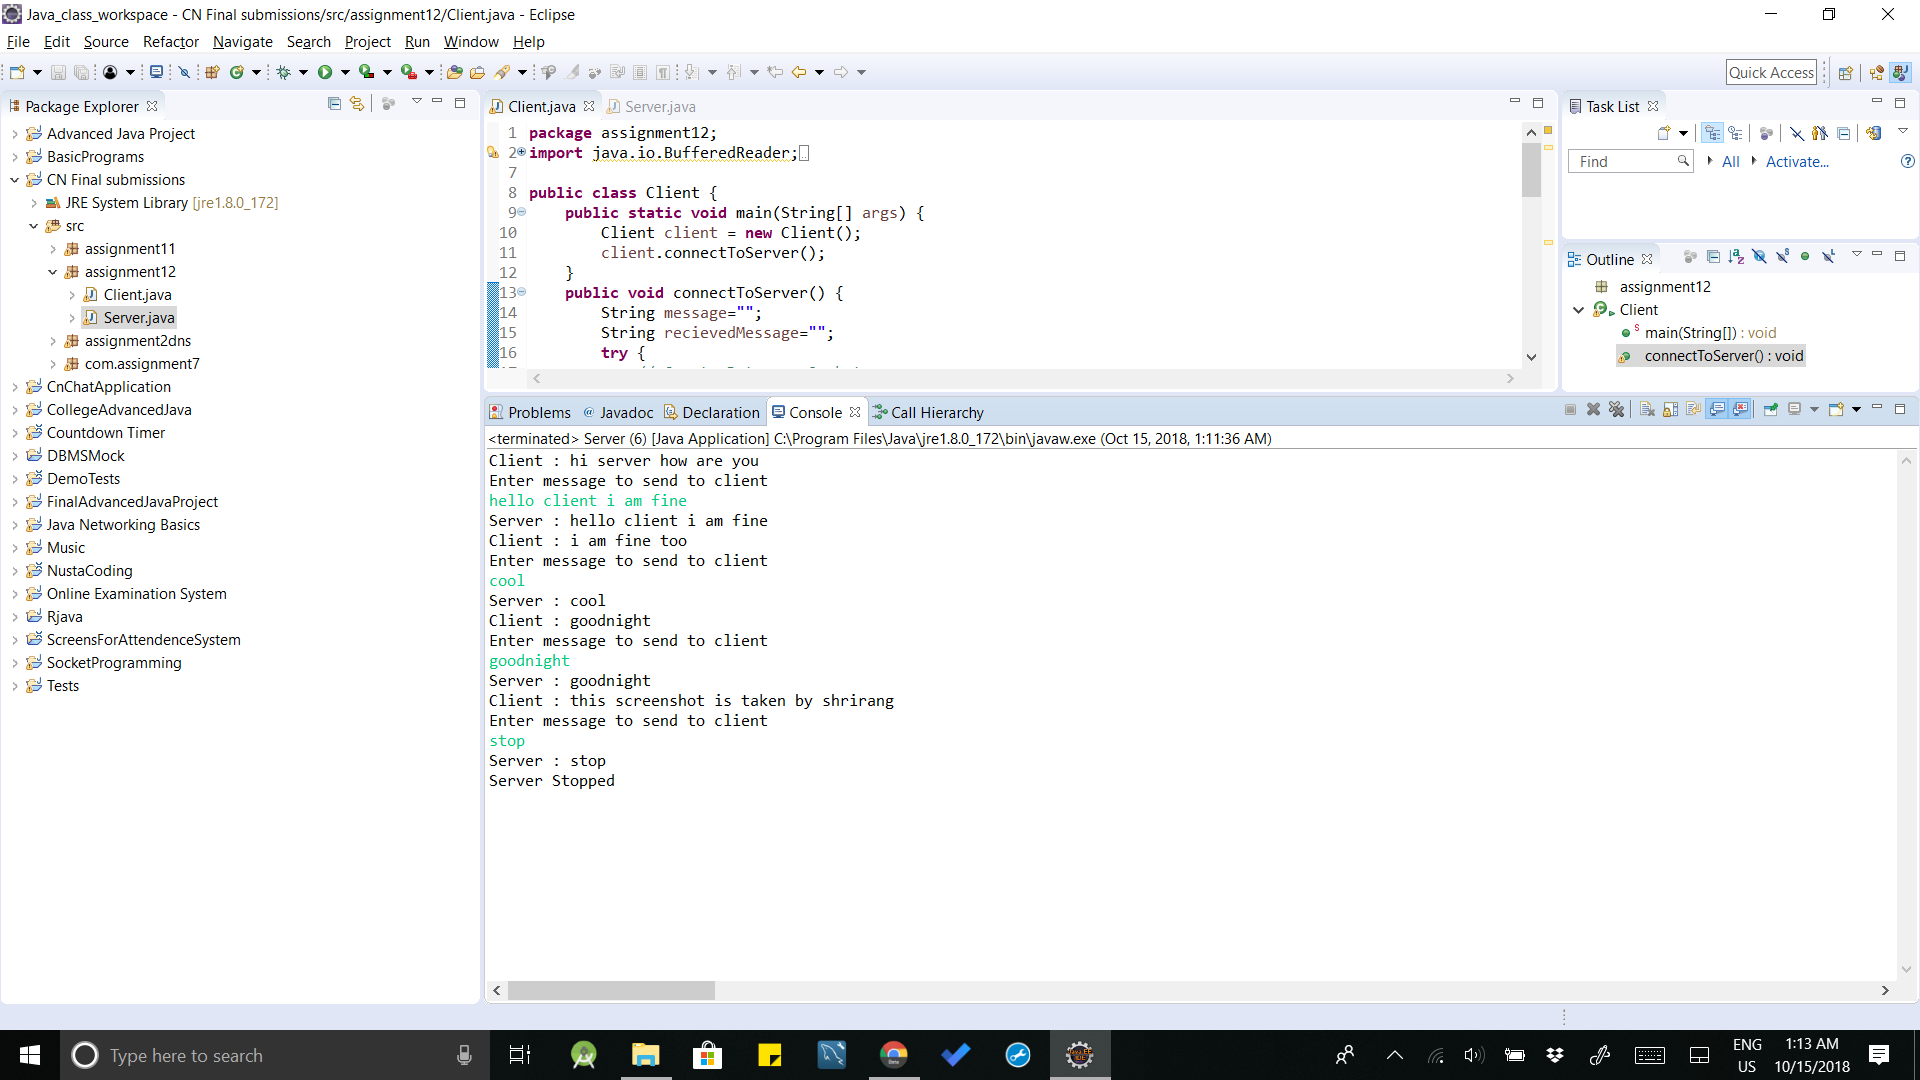 Java_class_workspace - CN Final submissions/src/assignment12/Client.java - Eclipse
File Edit Source Refactor Navigate Search Project Run Window Help
Quick Access
Package Explorer
Advanced Java Project
BasicPrograms
CN Final submissions
JRE System Library [jre1.8.0_172]
src
assignment11
assignment12
Client.java
Server.java
assignment2dns
com.assignment7
CnChatApplication
CollegeAdvancedJava
Countdown Timer
DBMSMock
DemoTests
FinalAdvancedJavaProject
Java Networking Basics
Music
NustaCoding
Online Examination System
Rjava
ScreensForAttendenceSystem
SocketProgramming
Tests
Client.java Server.java
1 package assignment12;
2 import java.io.BufferedReader;
7
8 public class Client {
9 public static void main(String[] args) {
10 Client client = new Client();
11 client.connectToServer();
12 }
13 public void connectToServer() {
14 String message="";
15 String recievedMessage="";
16 try {
Task List
Find All Activate...
Outline
assignment12
Client
main(String[]) : void
connectToServer() : void
Problems @ Javadoc Declaration Console Call Hierarchy
<terminated> Server (6) [Java Application] C:\Program Files\Java\jre1.8.0_172\bin\javaw.exe (Oct 15, 2018, 1:11:36 AM)
Client : hi server how are you
Enter message to send to client
hello client i am fine
Server : hello client i am fine
Client : i am fine too
Enter message to send to client
cool
Server : cool
Client : goodnight
Enter message to send to client
goodnight
Server : goodnight
Client : this screenshot is taken by shrirang
Enter message to send to client
stop
Server : stop
Server Stopped
Type here to search
ENG
US
1:13 AM
10/15/2018